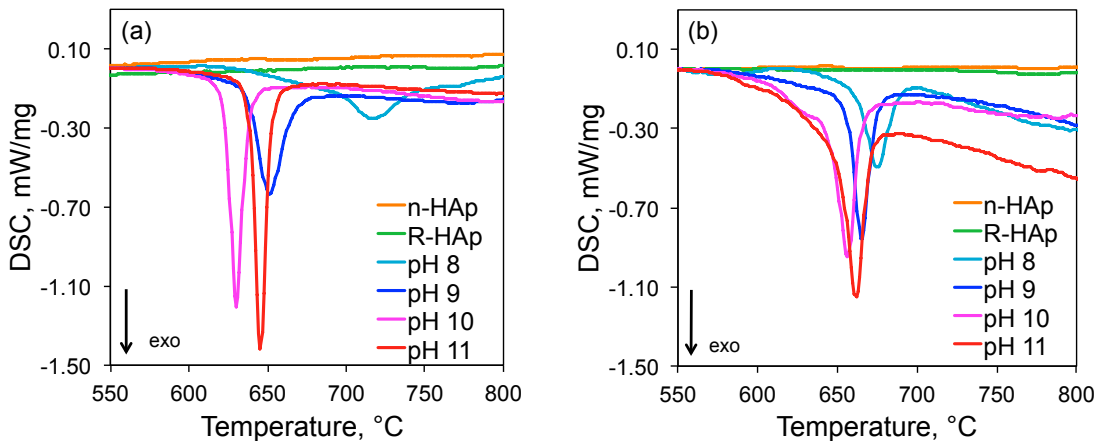 (a)
DSC, mW/mg
0.10
-0.30
-0.70
-1.10
-1.50
n-HAp
R-HAp
pH 8
pH 9
pH 10
pH 11
exo
550 600 650 700 750 800
Temperature, °C
(b)
DSC, mW/mg
0.10
-0.30
-0.70
-1.10
-1.50
n-HAp
R-HAp
pH 8
pH 9
pH 10
pH 11
exo
550 600 650 700 750 800
Temperature, °C